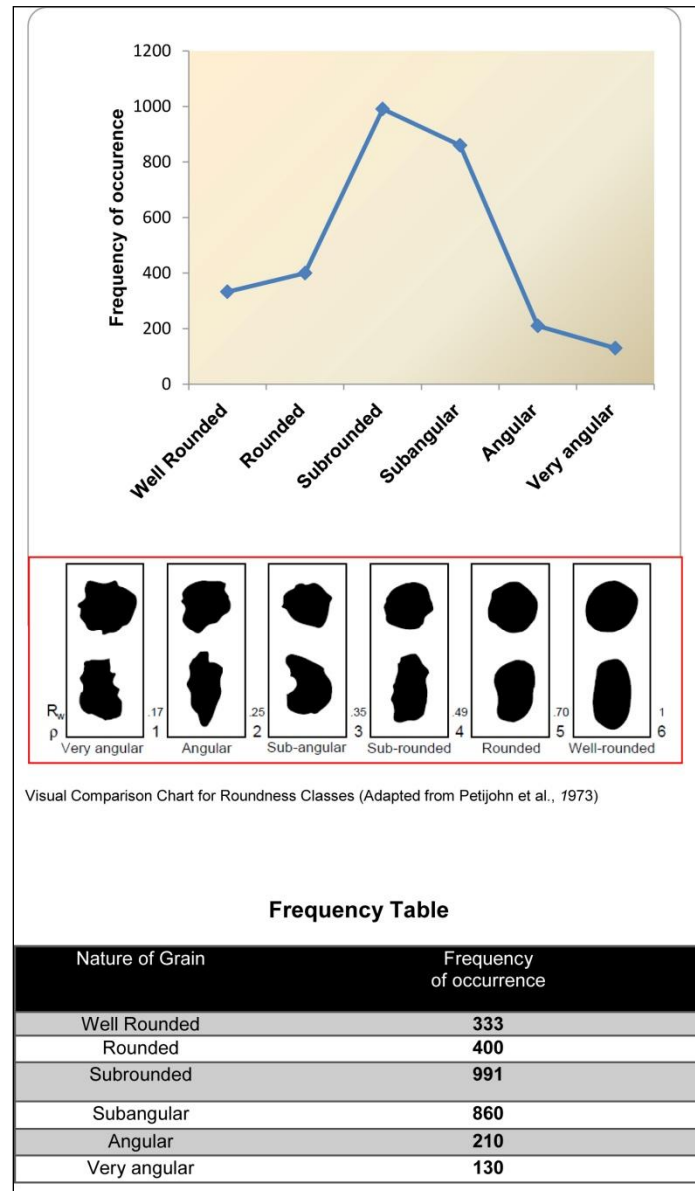 1200
1000
800
600
400
200
0
Frequency of occurence
Well Rounded
Rounded
Subrounded
Subangular
Angular
Very angular
Rw .17 .25 .35 .49 .70 1
ρ 1 2 3 4 5 6
Very angular Angular Sub-angular Sub-rounded Rounded Well-rounded
Visual Comparison Chart for Roundness Classes (Adapted from Petijohn et al., 1973)
Frequency Table
Nature of Grain Frequency
of occurrence
Well Rounded 333
Rounded 400
Subrounded 991
Subangular 860
Angular 210
Very angular 130